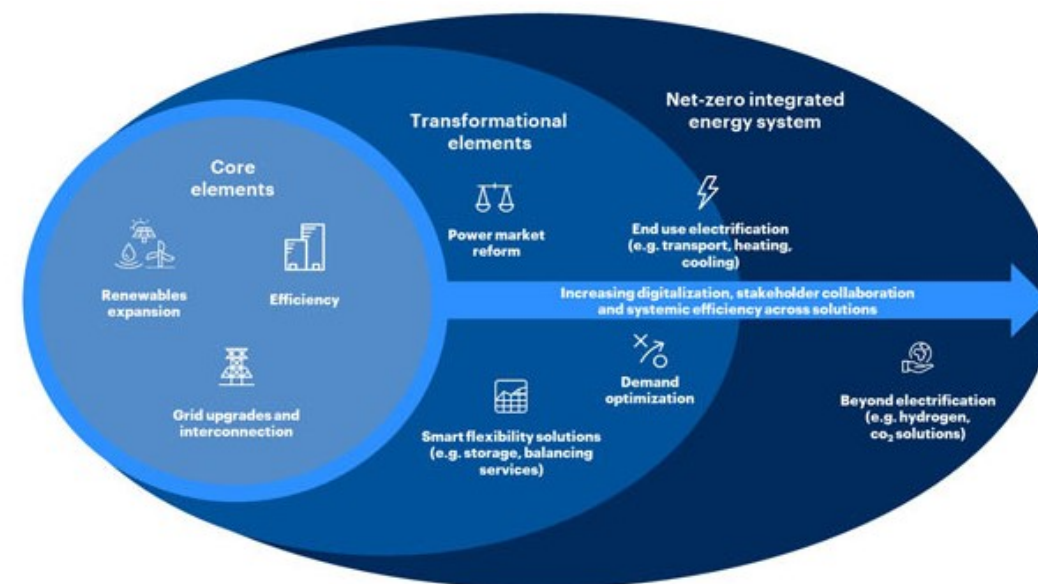 Core
elements
Renewables
expansion
Efficiency
Grid upgrades and
interconnection
Transformational
elements
Power market
reform
Smart flexibility solutions
(e.g. storage, balancing
services)
Demand
optimization
Net-zero integrated
energy system
End use electrification
(e.g. transport, heating,
cooling)
Increasing digitalization, stakeholder collaboration
and systemic efficiency across solutions
Beyond electrification
(e.g. hydrogen,
co₂ solutions)